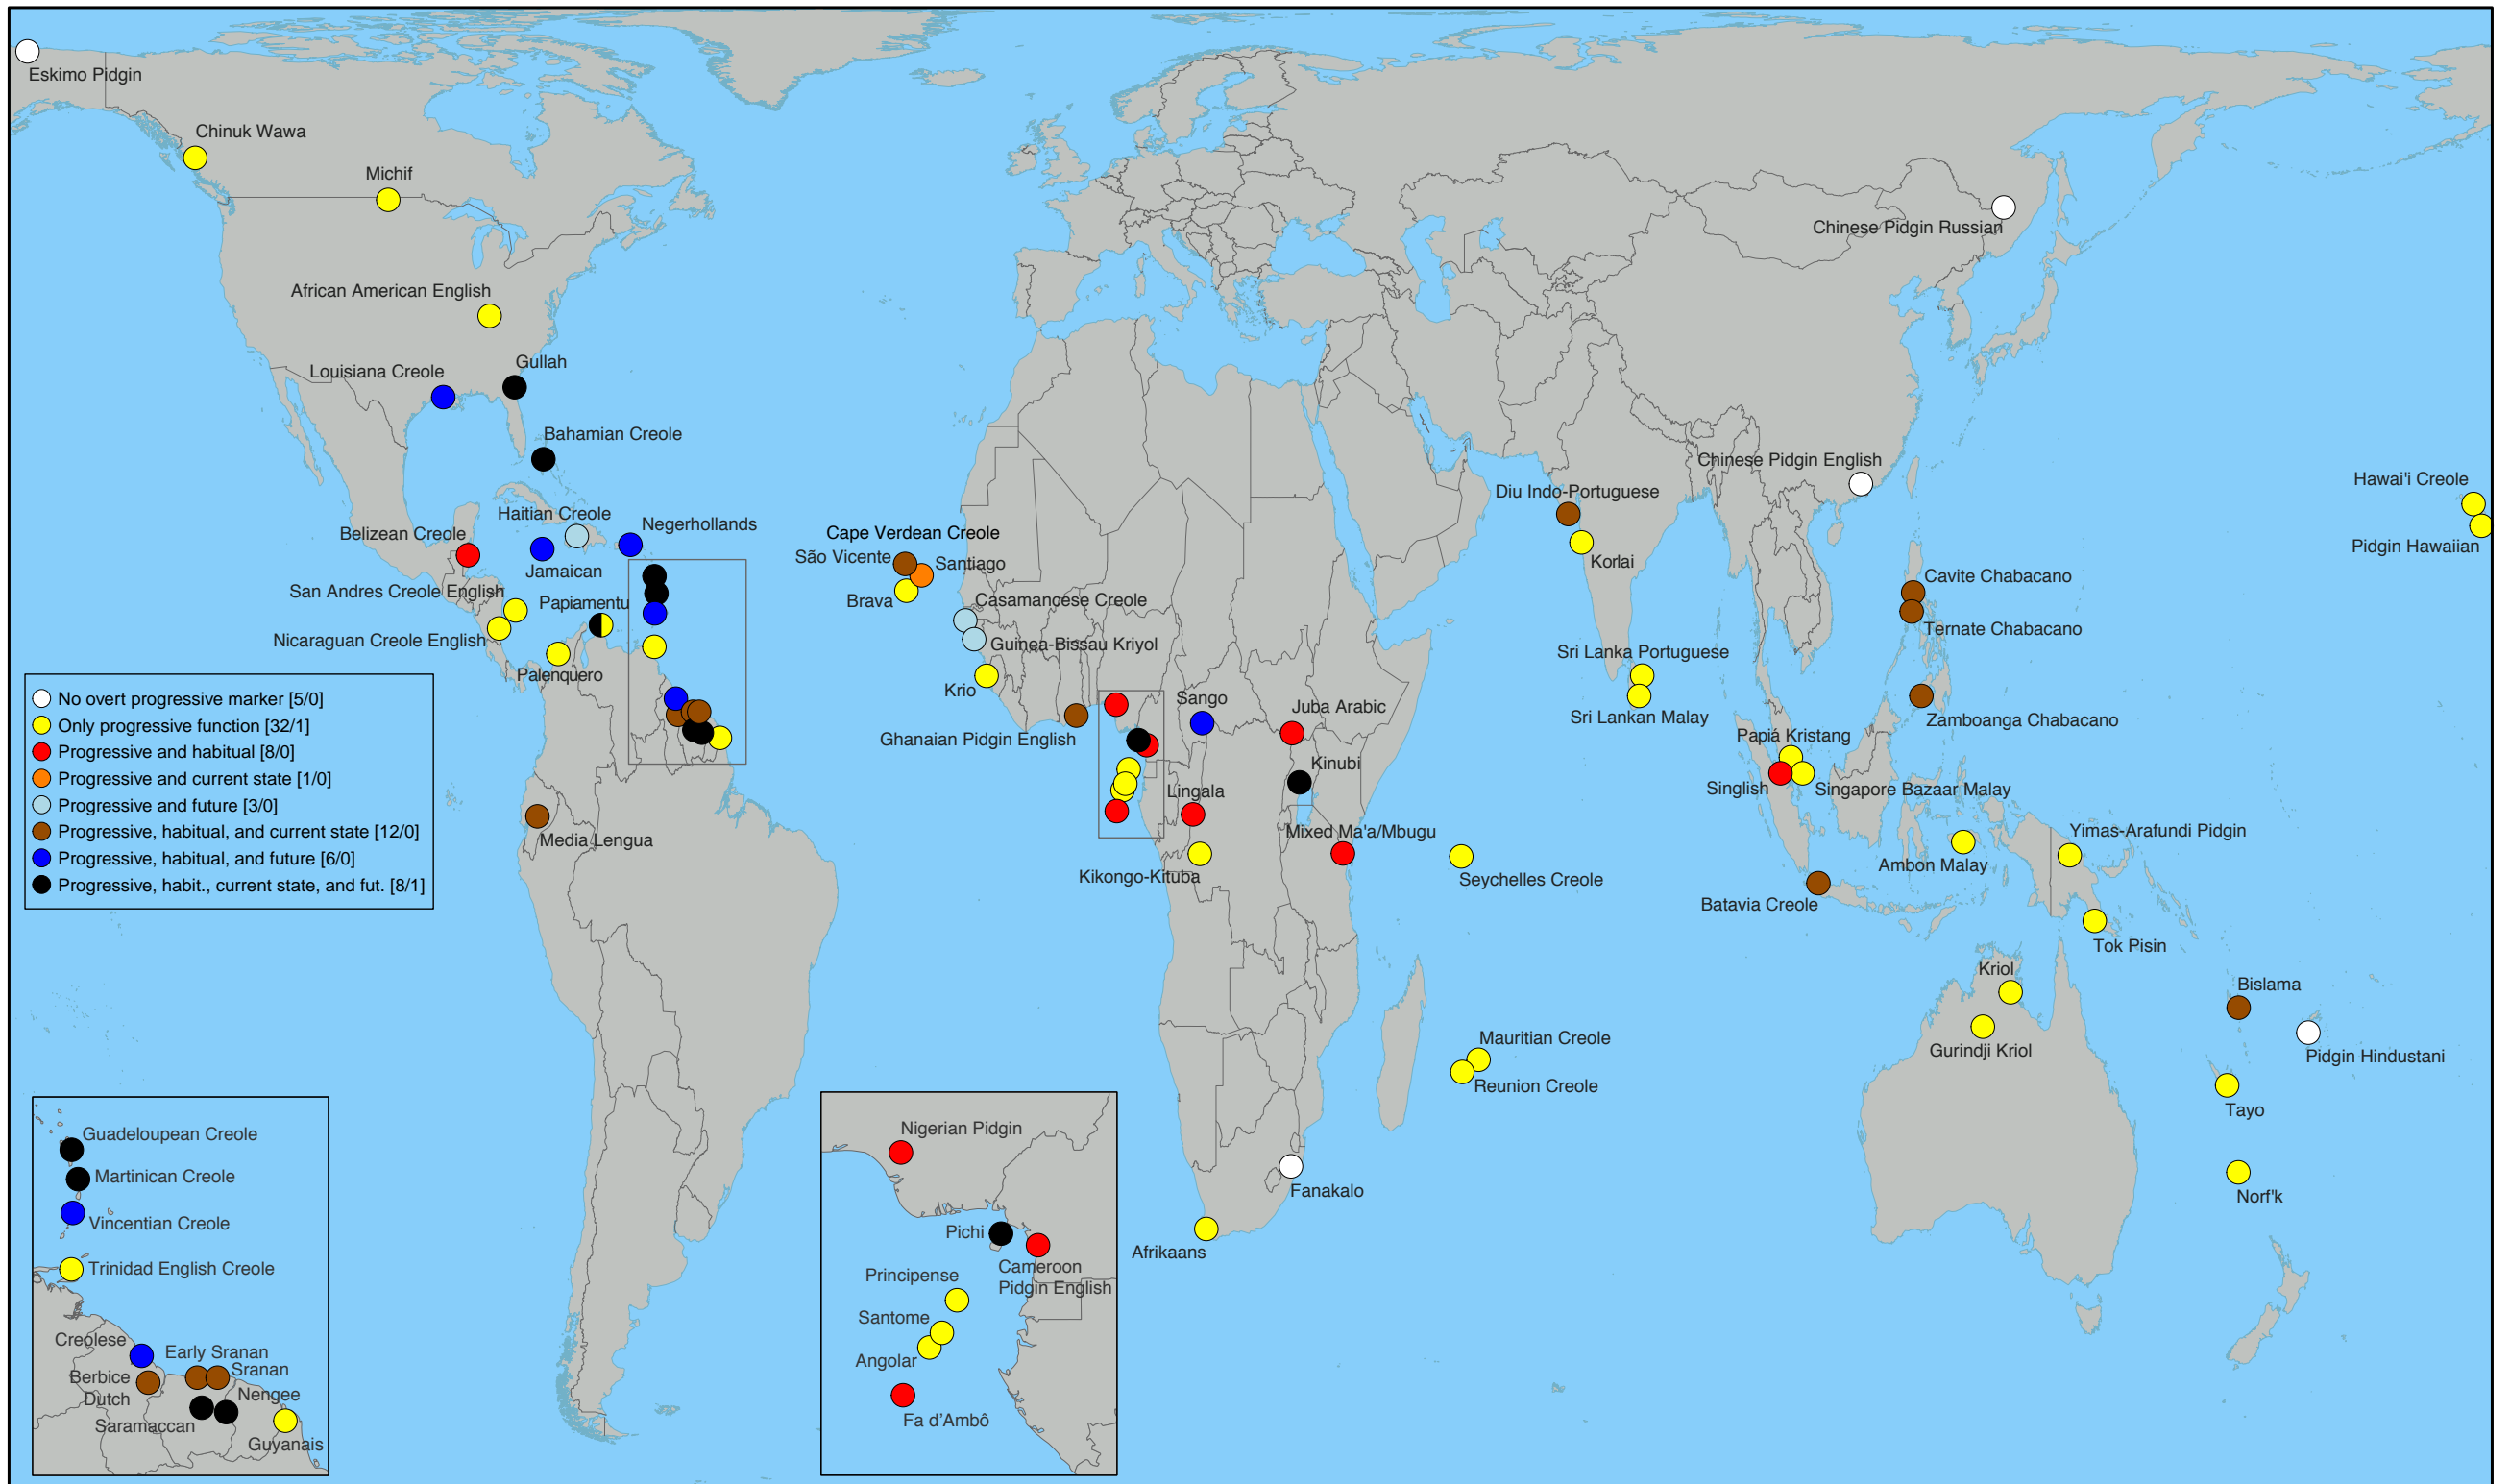 Eskimo Pidgin
Chinuk Wawa
Michif
Chinese Pidgin Russian
African American English
Gullah
Louisiana Creole
Bahamian Creole
Chinese Pidgin English
Hawai'i Creole
Diu Indo-Portuguese
Haitian Creole
Negerhollands
Belizean Creole
Cape Verdean Creole
São Vicente
Santiago
Pidgin Hawaiian
Korlai
Jamaican
Cavite Chabacano
San Andres Creole English
Papiamentu
Brava
Casamancese Creole
Ternate Chabacano
Nicaraguan Creole English
Guinea-Bissau Kriyol
Sri Lanka Portuguese
Palenquero
Krio
Sango
Juba Arabic
Sri Lankan Malay
Zamboanga Chabacano
Ghanaian Pidgin English
Papiá Kristang
Kinubi
Singlish
Singapore Bazaar Malay
Lingala
Mixed Ma'a/Mbugu
Yimas-Arafundi Pidgin
Media Lengua
Ambon Malay
Kikongo-Kituba
Seychelles Creole
Batavia Creole
Tok Pisin
Kriol
Bislama
Mauritian Creole
Gurindji Kriol
Pidgin Hindustani
Reunion Creole
Tayo
Fanakalo
Norf'k
Afrikaans
No overt progressive marker [5/0]
Only progressive function [32/1]
Progressive and habitual [8/0]
Progressive and current state [1/0]
Progressive and future [3/0]
Progressive, habitual, and current state [12/0]
Progressive, habitual, and future [6/0]
Progressive, habit., current state, and fut. [8/1]
Guadeloupean Creole
Martinican Creole
Vincentian Creole
Trinidad English Creole
Creolese
Early Sranan
Sranan
Berbice
Dutch
Nengee
Saramaccan
Guyanais
Nigerian Pidgin
Pichi
Cameroon
Pidgin English
Principense
Santome
Angolar
Fa d’Ambô